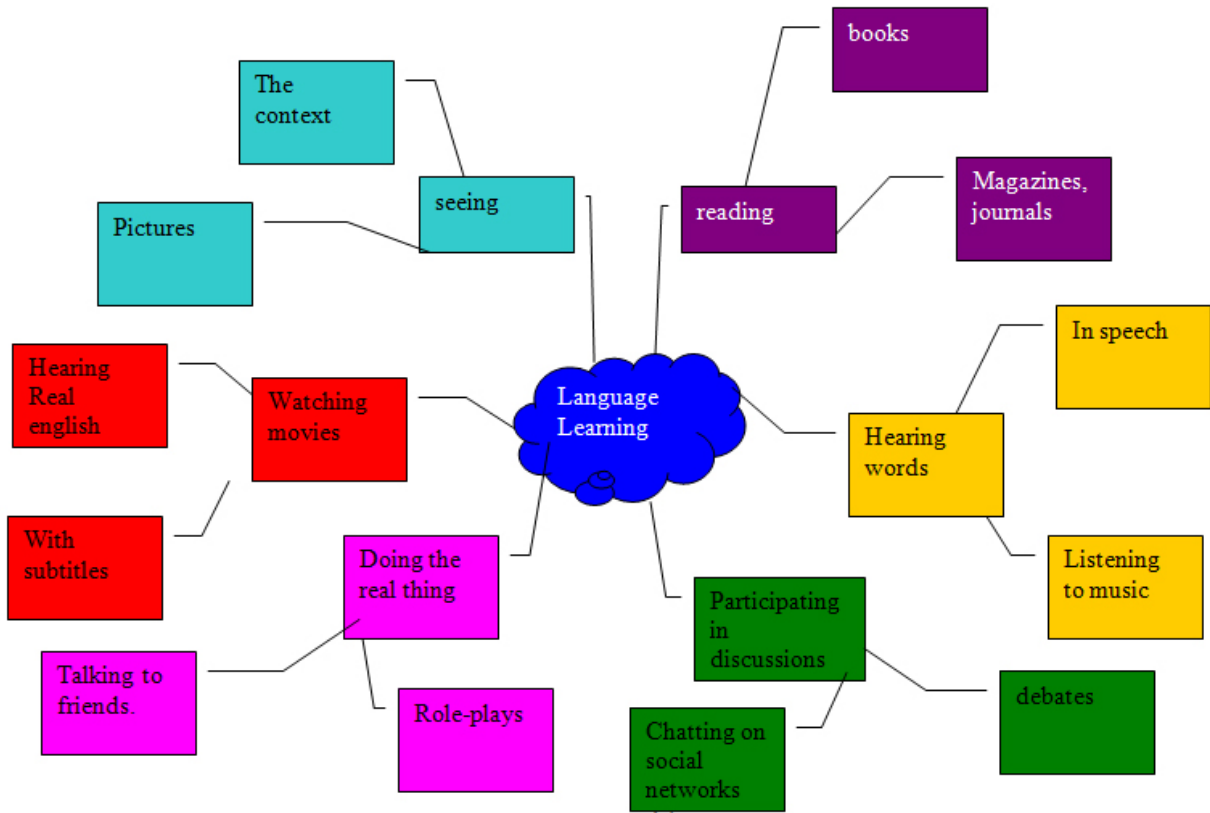 books
The
context
Magazines,
journals
seeing
reading
Pictures
In speech
Hearing
Real
english
Watching
movies
Language
Learning
Hearing
words
With
subtitles
Doing the
real thing
Listening
to music
Participating
in
discussions
Talking to
friends.
Role-plays
debates
Chatting on
social
networks